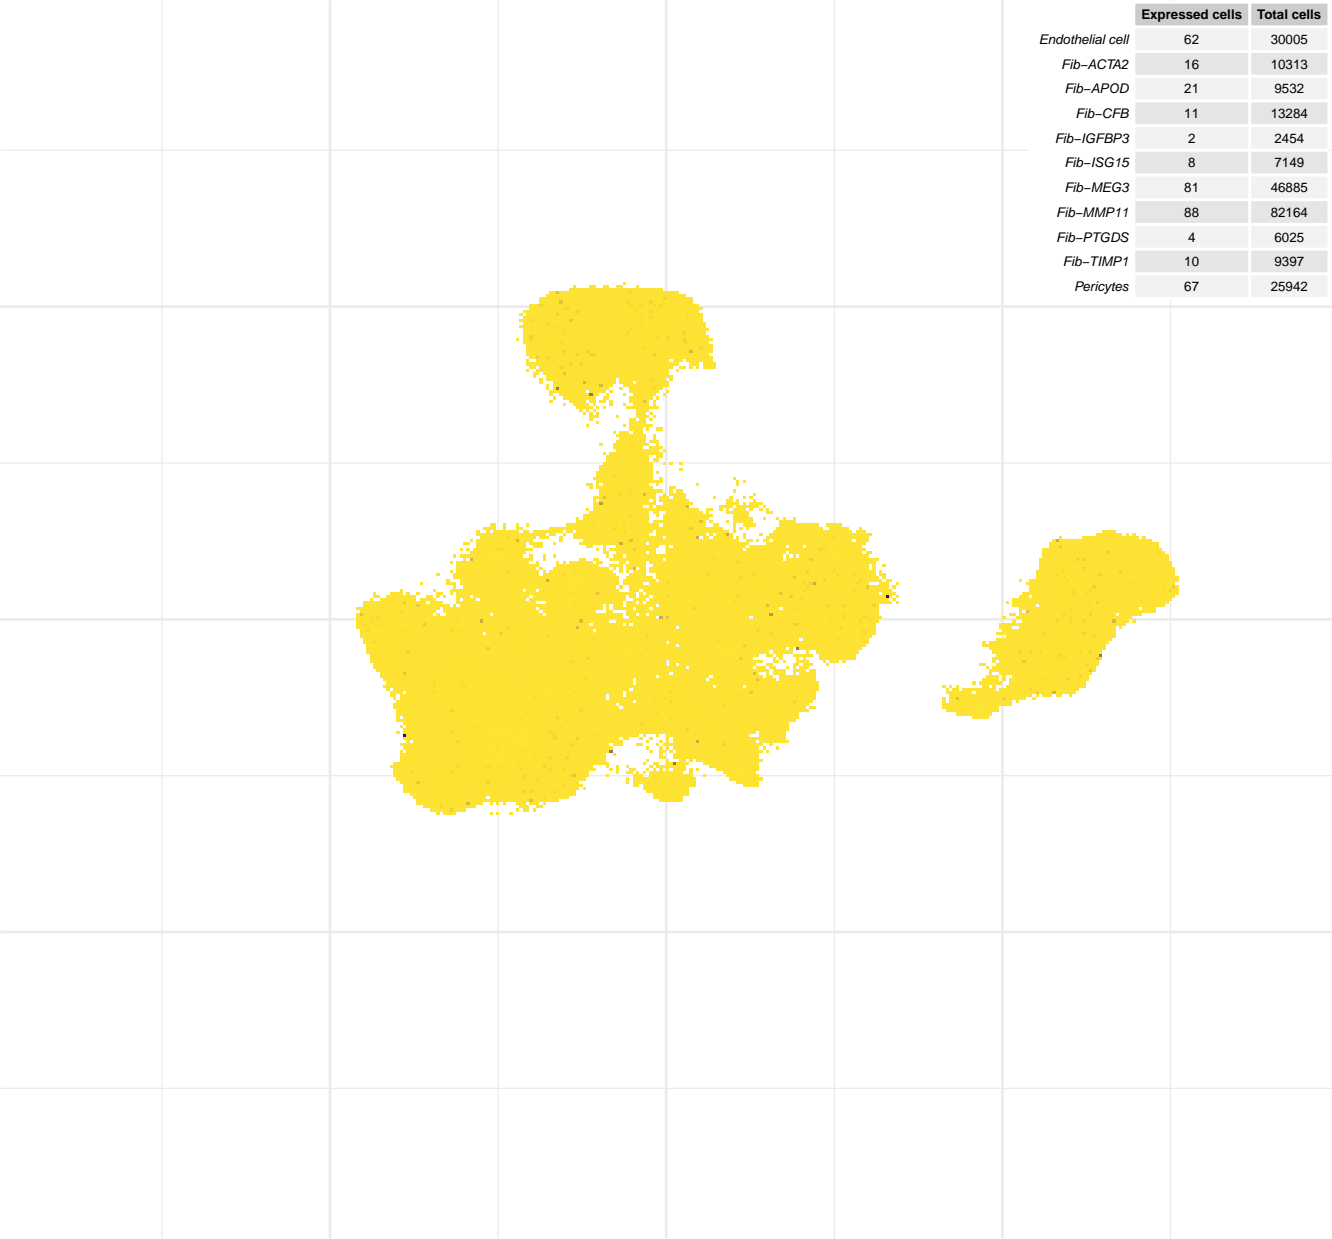 Expressed cells Total cells
Endothelial cell 62 30005
Fib−ACTA2 16 10313
Fib−APOD 21 9532
Fib−CFB 11 13284
Fib−IGFBP3 2 2454
Fib−ISG15 8 7149
Fib−MEG3 81 46885
Fib−MMP11 88 82164
Fib−PTGDS 4 6025
Fib−TIMP1 10 9397
Pericytes 67 25942